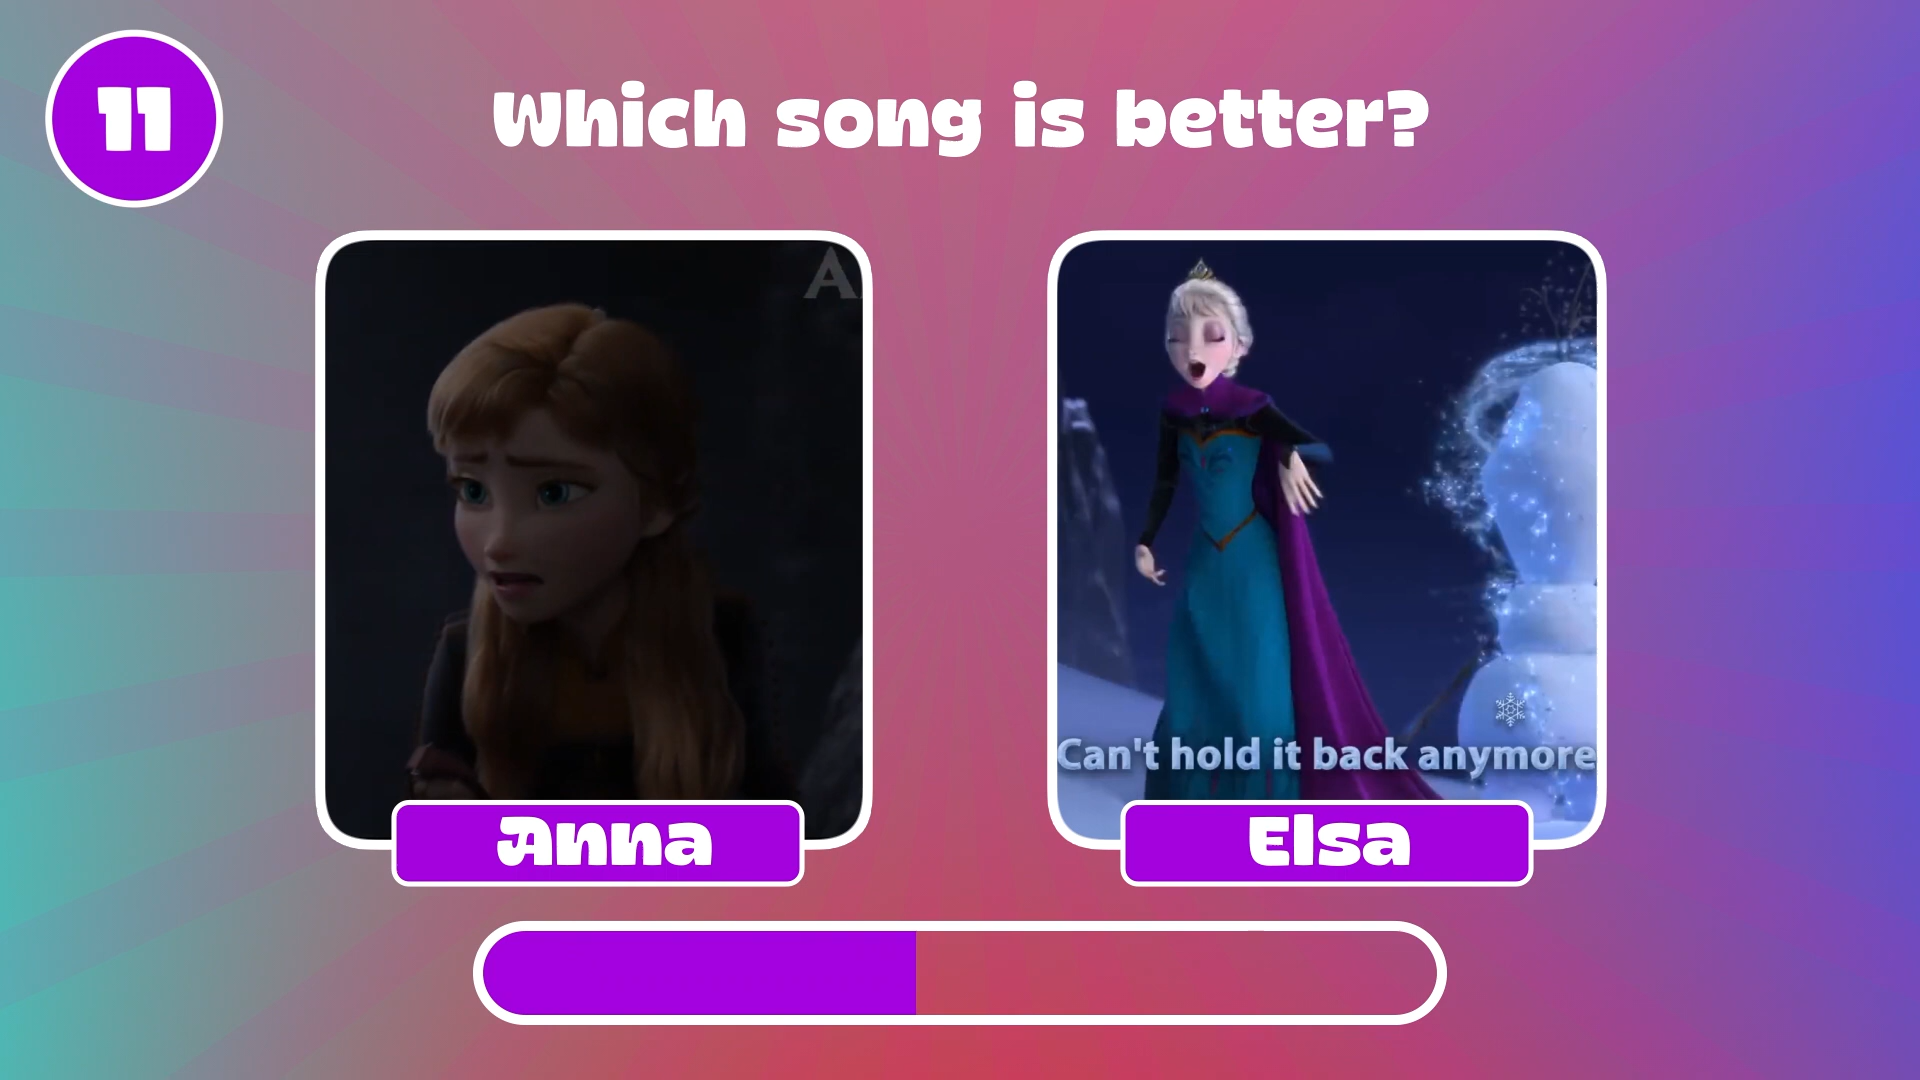 11
Which song is better?
A
Can't hold it back anymore
Anna
Elsa